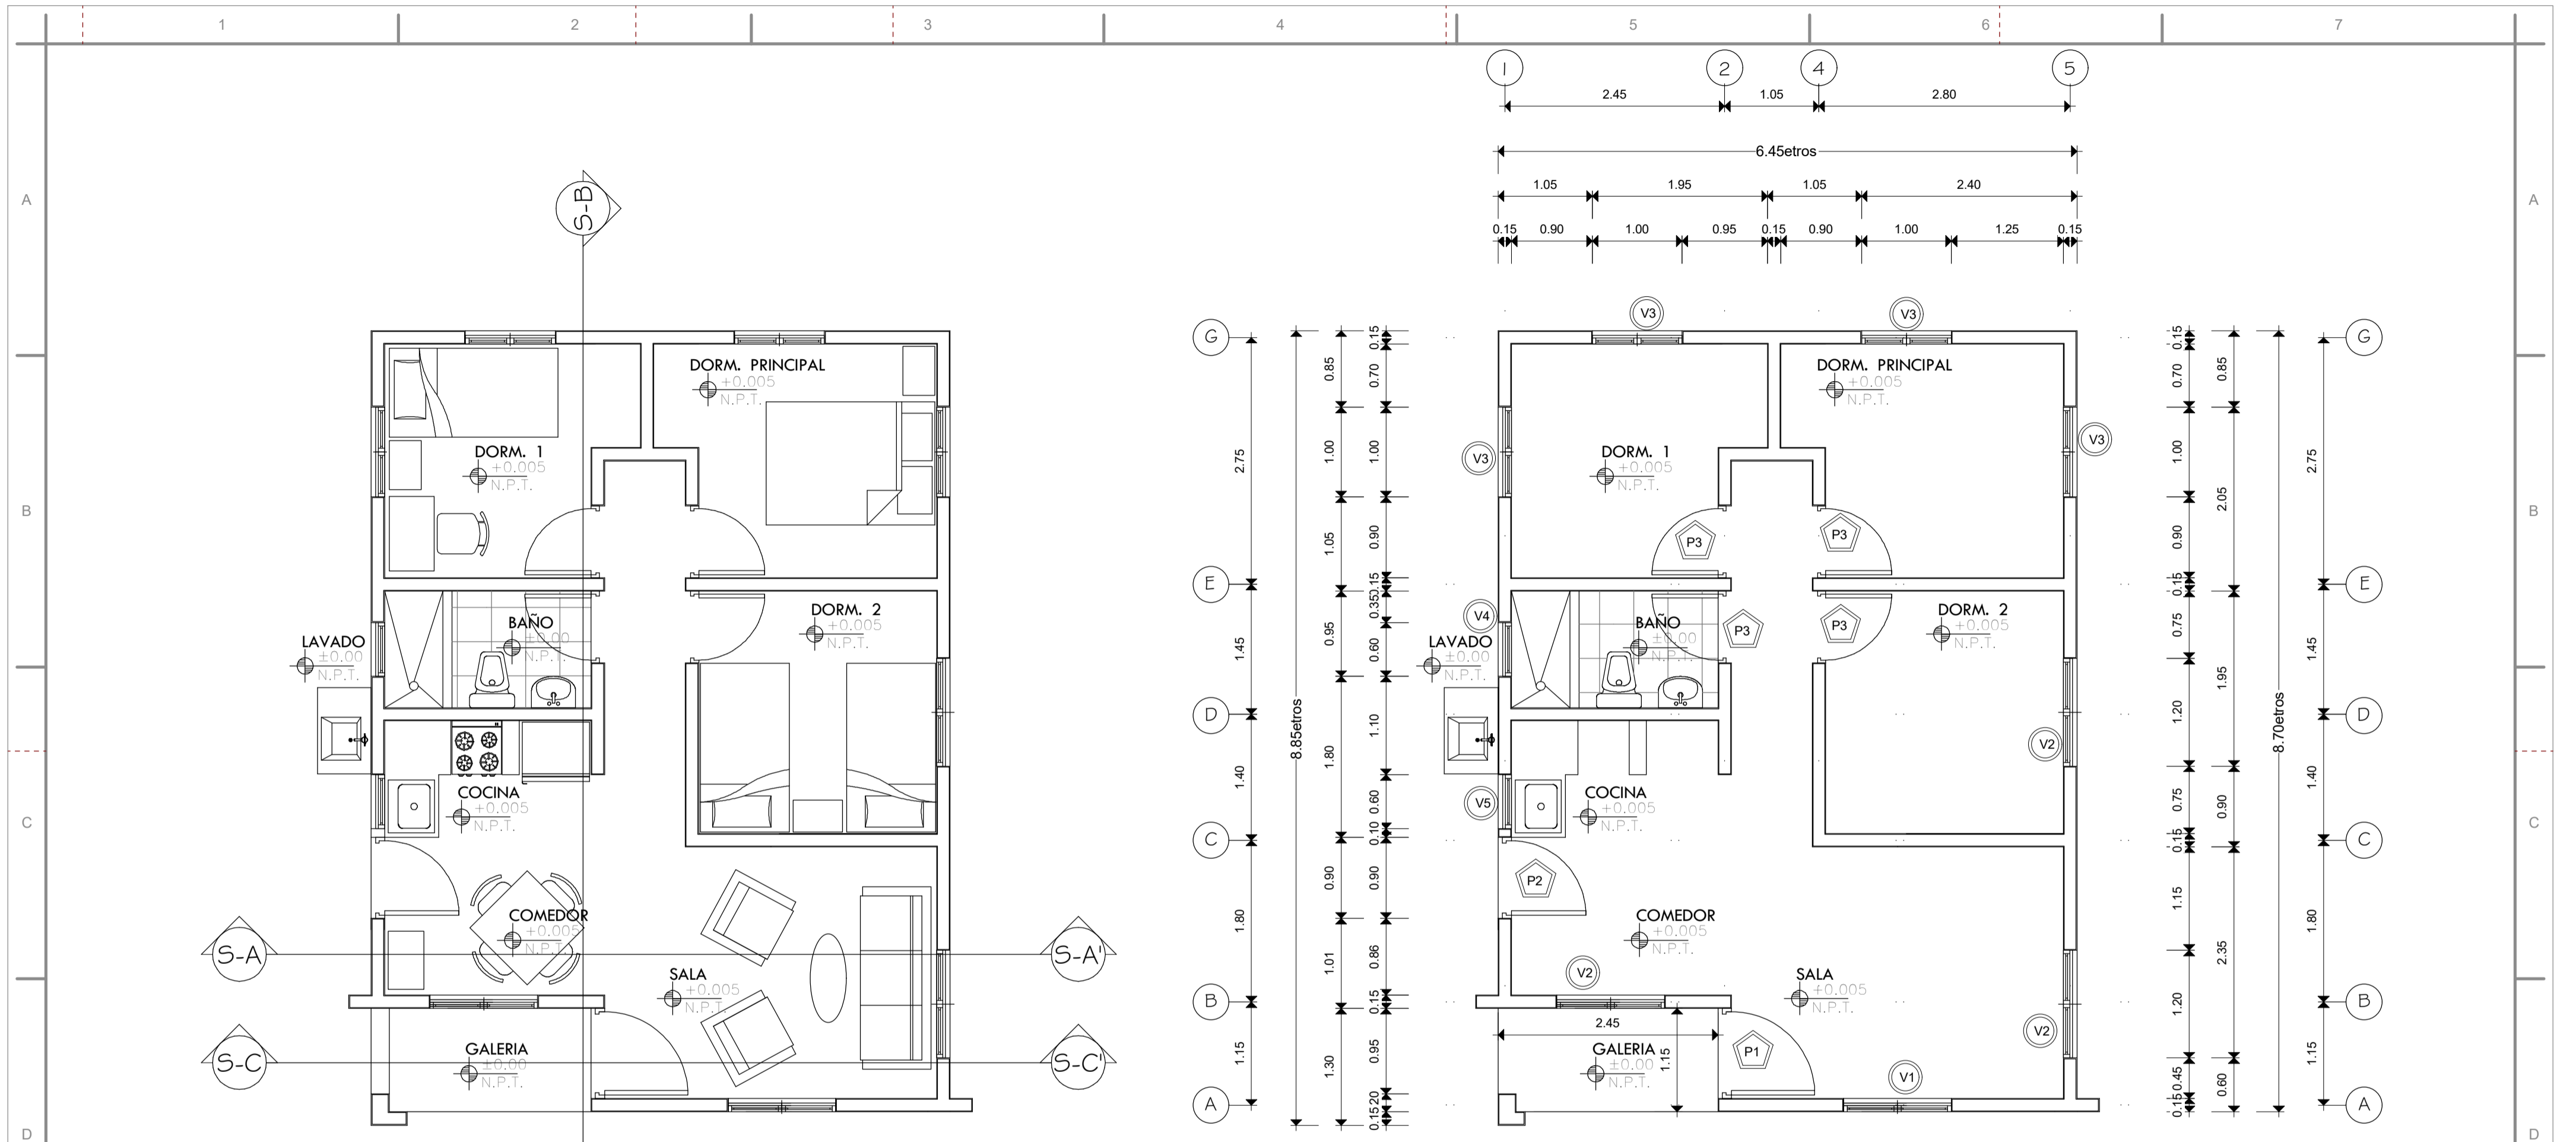 1 2 3 4 5 6 7
A A
B B
C C
D D
S-B
DORM. PRINCIPAL
+0.005
N.P.T.
DORM. 1
+0.005
N.P.T.
DORM. 2
+0.005
N.P.T.
BAÑO
±0.00
N.P.T.
LAVADO
±0.00
N.P.T.
COCINA
+0.005
N.P.T.
COMEDOR
+0.005
N.P.T.
S-A S-A'
SALA
+0.005
N.P.T.
GALERIA
±0.00
N.P.T.
S-C S-C'
1 2 4 5
2.45 1.05 2.80
6.45etros
1.05 1.95 1.05 2.40
0.15 0.90 1.00 0.95 0.15 0.90 1.00 1.25 0.15
G
E
D
C
B
A
2.75
1.45
1.40
1.80
1.15
8.85etros
0.85
1.00
1.05
0.95
1.80
0.90
1.01
1.30
0.15
0.70
1.00
0.90
0.15
0.35
0.60
1.10
0.60
0.10
0.90
0.86
0.15
0.95
0.20
0.15
V3 V3
DORM. PRINCIPAL
+0.005
N.P.T.
V3
V3
DORM. 1
+0.005
N.P.T.
P3 P3
V4
BAÑO
±0.00
N.P.T.
P3
P3
DORM. 2
+0.005
N.P.T.
LAVADO
±0.00
N.P.T.
V2
V5
COCINA
+0.005
N.P.T.
P2
COMEDOR
+0.005
N.P.T.
V2
SALA
+0.005
N.P.T.
2.45
V2
GALERIA
±0.00
N.P.T.
1.15
P1
V1
0.15
0.70
1.00
0.90
0.15
0.75
1.20
0.75
0.15
1.15
1.20
0.45
0.15
0.85
2.05
1.95
0.90
2.35
0.60
8.70etros
2.75
1.45
1.40
1.80
1.15
G
E
D
C
B
A